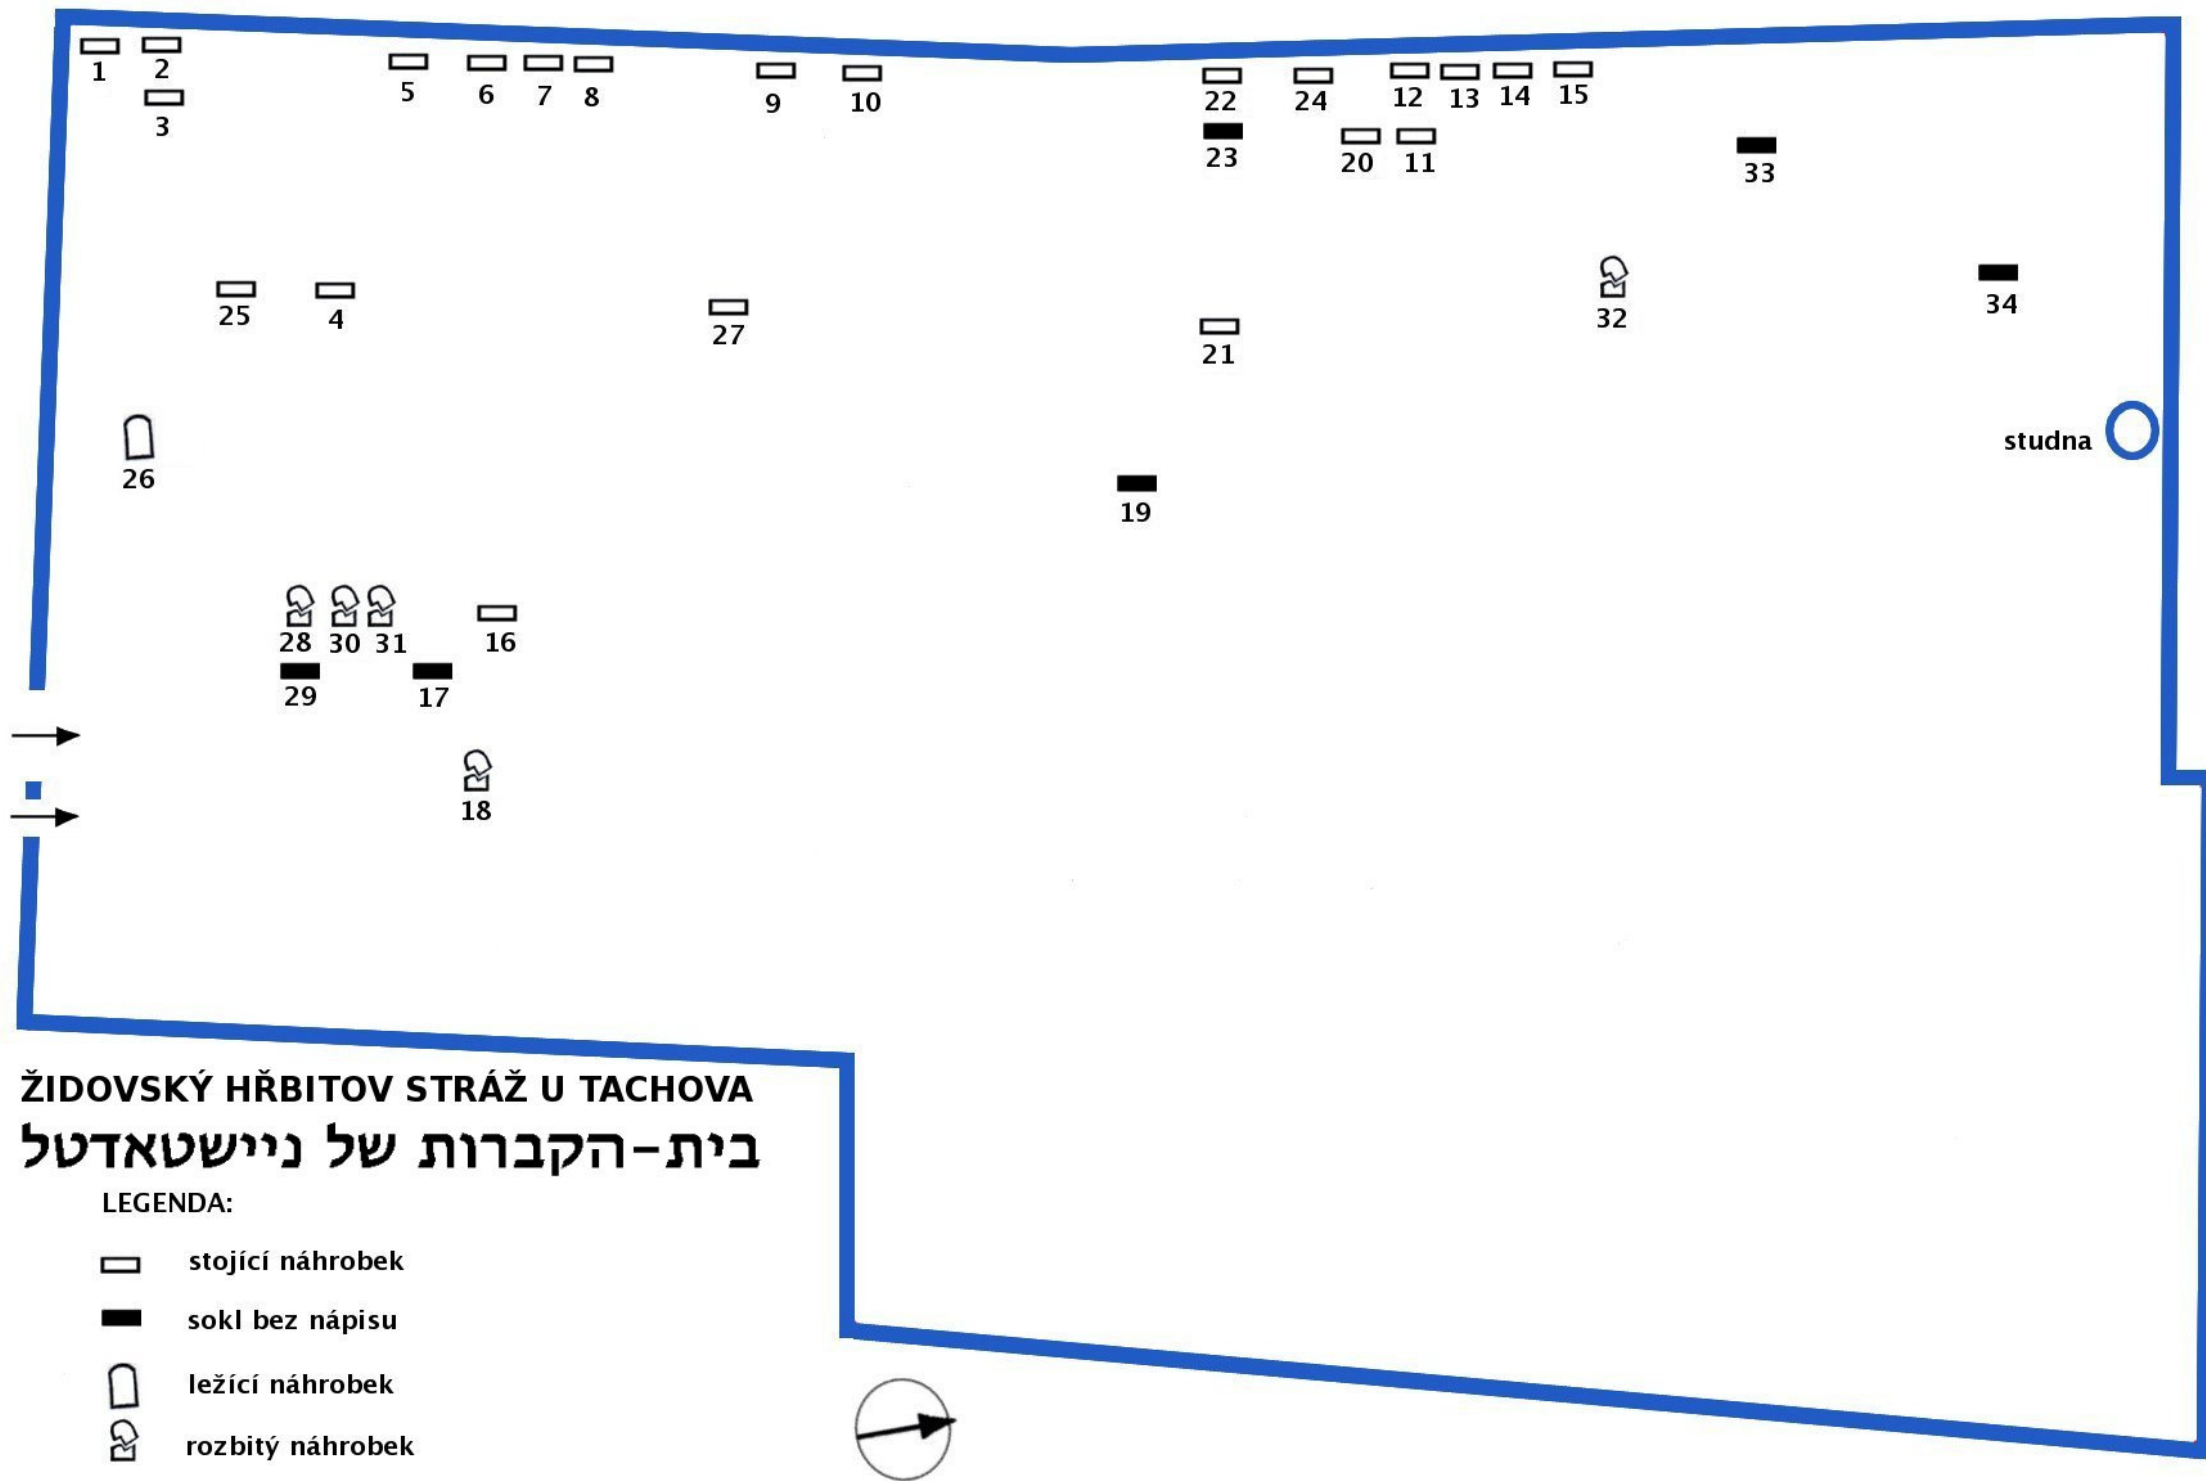 1 2 5 6 7 8 9 10 22 24 12 13 14 15
3 23 20 11 33
25 4 27 21 32 34
studna
26 19
28 30 31 16
29 17
18
ŽIDOVSKÝ HŘBITOV STRÁŽ U TACHOVA
בית-הקברות של ניישטאדטל
LEGENDA:
stojící náhrobek
sokl bez nápisu
ležící náhrobek
rozbitý náhrobek